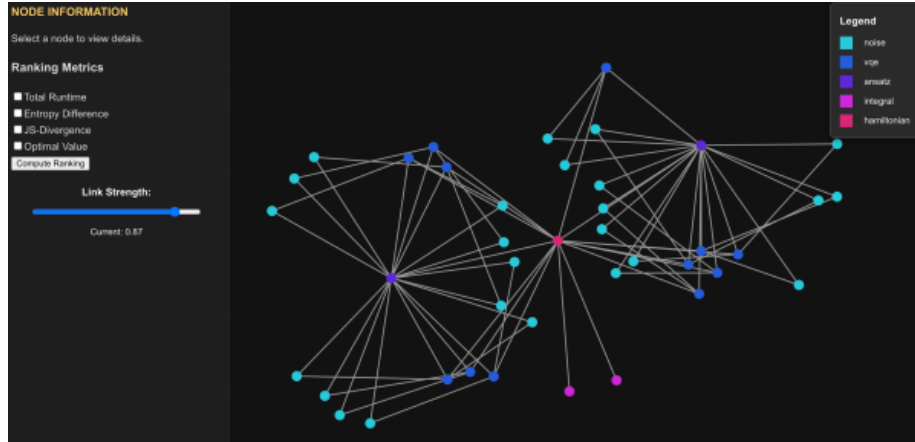 NODE INFORMATION
Select a node to view details.
Ranking Metrics
Total Runtime
Entropy Difference
JS-Divergence
Optimal Value
Compute Ranking
Link Strength:
Current: 0.87
Legend
noise
vqe
ansatz
integral
hamiltonian